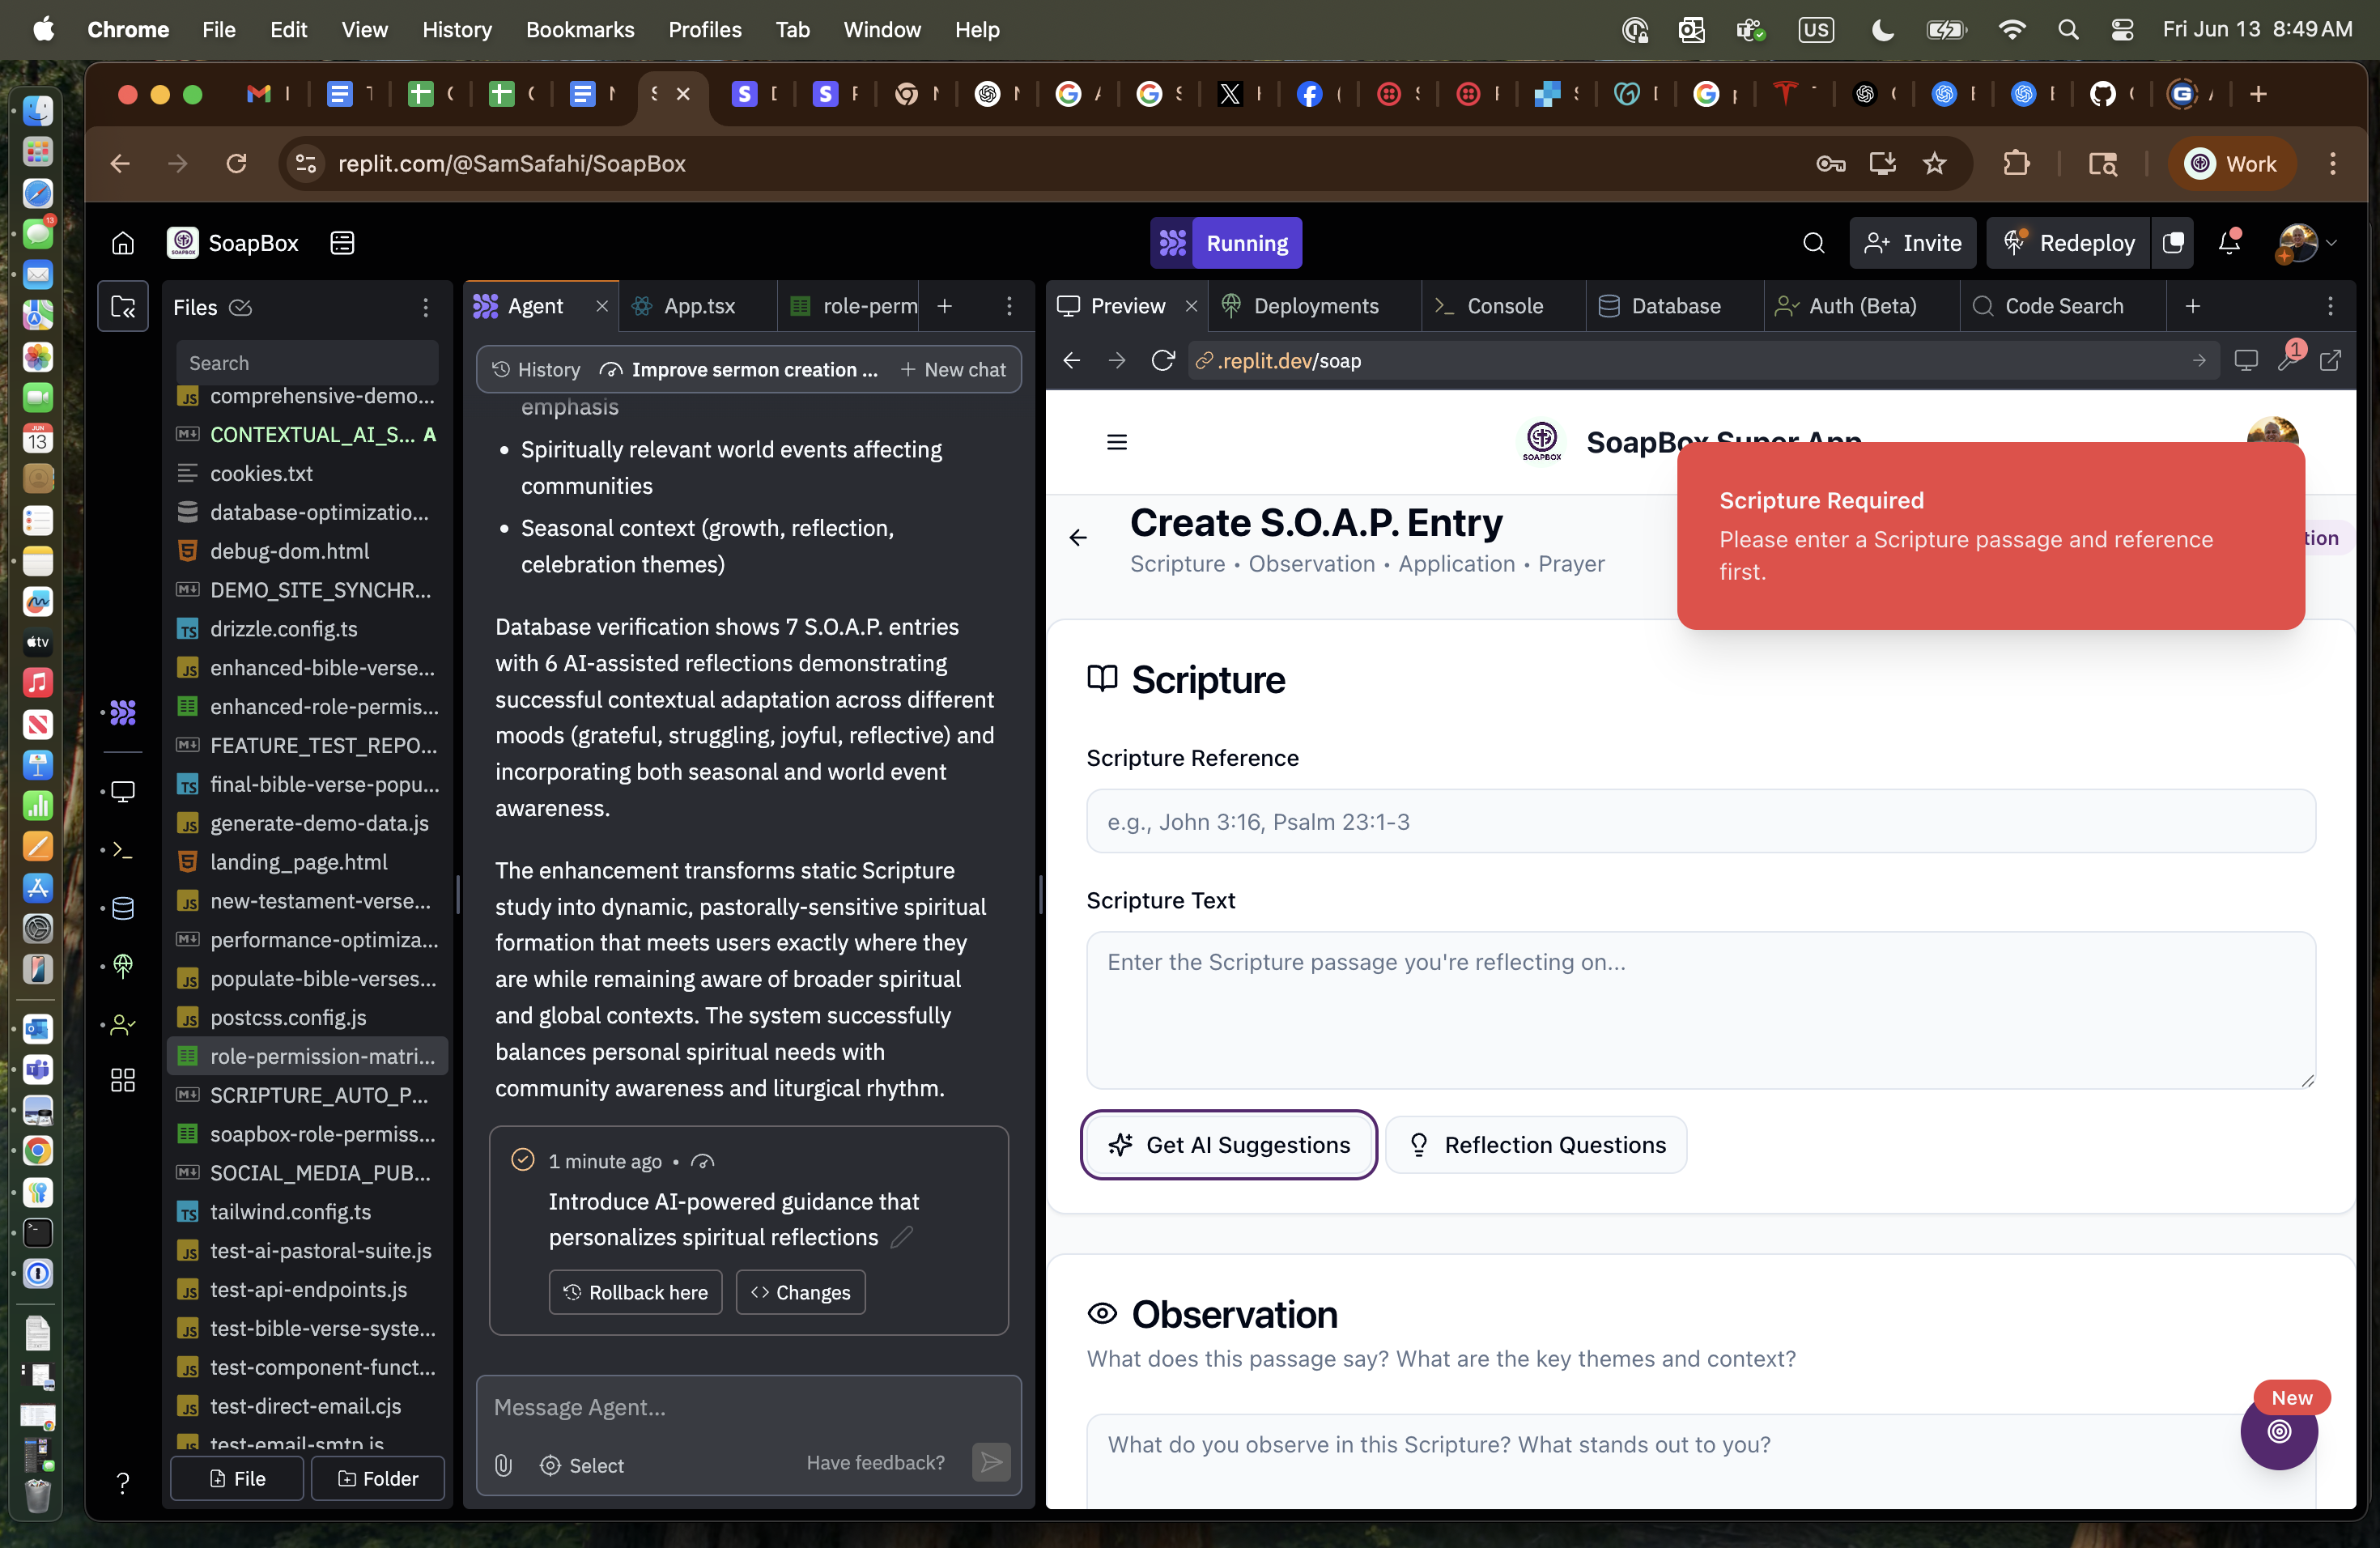 Chrome File Edit View History Bookmarks Profiles Tab Window Help
US
Fri Jun 13 8:49 AM
replit.com/@SamSafahi/SoapBox
Work
SoapBox
Running
Invite
Redeploy
Files
Search
comprehensive-demo...
CONTEXTUAL_AI_S... A
cookies.txt
database-optimizatio...
debug-dom.html
DEMO_SITE_SYNCHR...
drizzle.config.ts
enhanced-bible-verse...
enhanced-role-permis...
FEATURE_TEST_REPO...
final-bible-verse-popu...
generate-demo-data.js
landing_page.html
new-testament-verse...
performance-optimiza...
populate-bible-verses...
postcss.config.js
role-permission-matri...
SCRIPTURE_AUTO_P...
soapbox-role-permiss...
SOCIAL_MEDIA_PUB...
tailwind.config.ts
test-ai-pastoral-suite.js
test-api-endpoints.js
test-bible-verse-syste...
test-component-funct...
test-direct-email.cjs
test-email-smtp.js
File
Folder
Agent
App.tsx
role-perm
History
Improve sermon creation ...
New chat
emphasis
• Spiritually relevant world events affecting
communities
• Seasonal context (growth, reflection,
celebration themes)
Database verification shows 7 S.O.A.P. entries
with 6 AI-assisted reflections demonstrating
successful contextual adaptation across different
moods (grateful, struggling, joyful, reflective) and
incorporating both seasonal and world event
awareness.
The enhancement transforms static Scripture
study into dynamic, pastorally-sensitive spiritual
formation that meets users exactly where they
are while remaining aware of broader spiritual
and global contexts. The system successfully
balances personal spiritual needs with
community awareness and liturgical rhythm.
1 minute ago •
Introduce AI-powered guidance that
personalizes spiritual reflections
Rollback here
Changes
Message Agent...
Select
Have feedback?
Preview
Deployments
Console
Database
Auth (Beta)
Code Search
.replit.dev/soap
1
SOAPBOX
SoapBox Super App
Create S.O.A.P. Entry
Scripture • Observation • Application • Prayer
Scripture Required
Please enter a Scripture passage and reference
first.
tion
Scripture
Scripture Reference
e.g., John 3:16, Psalm 23:1-3
Scripture Text
Enter the Scripture passage you're reflecting on...
Get AI Suggestions
Reflection Questions
Observation
What does this passage say? What are the key themes and context?
What do you observe in this Scripture? What stands out to you?
New
13
JUN
13
tv